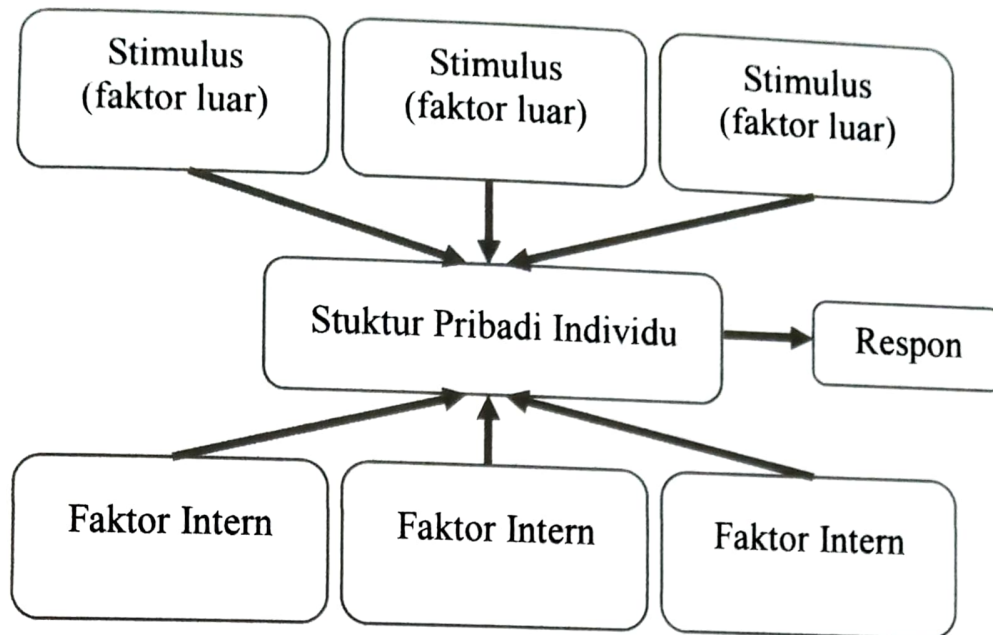 Stimulus
(faktor luar)
Stimulus
(faktor luar)
Stimulus
(faktor luar)
Stuktur Pribadi Individu
Respon
Faktor Intern
Faktor Intern
Faktor Intern